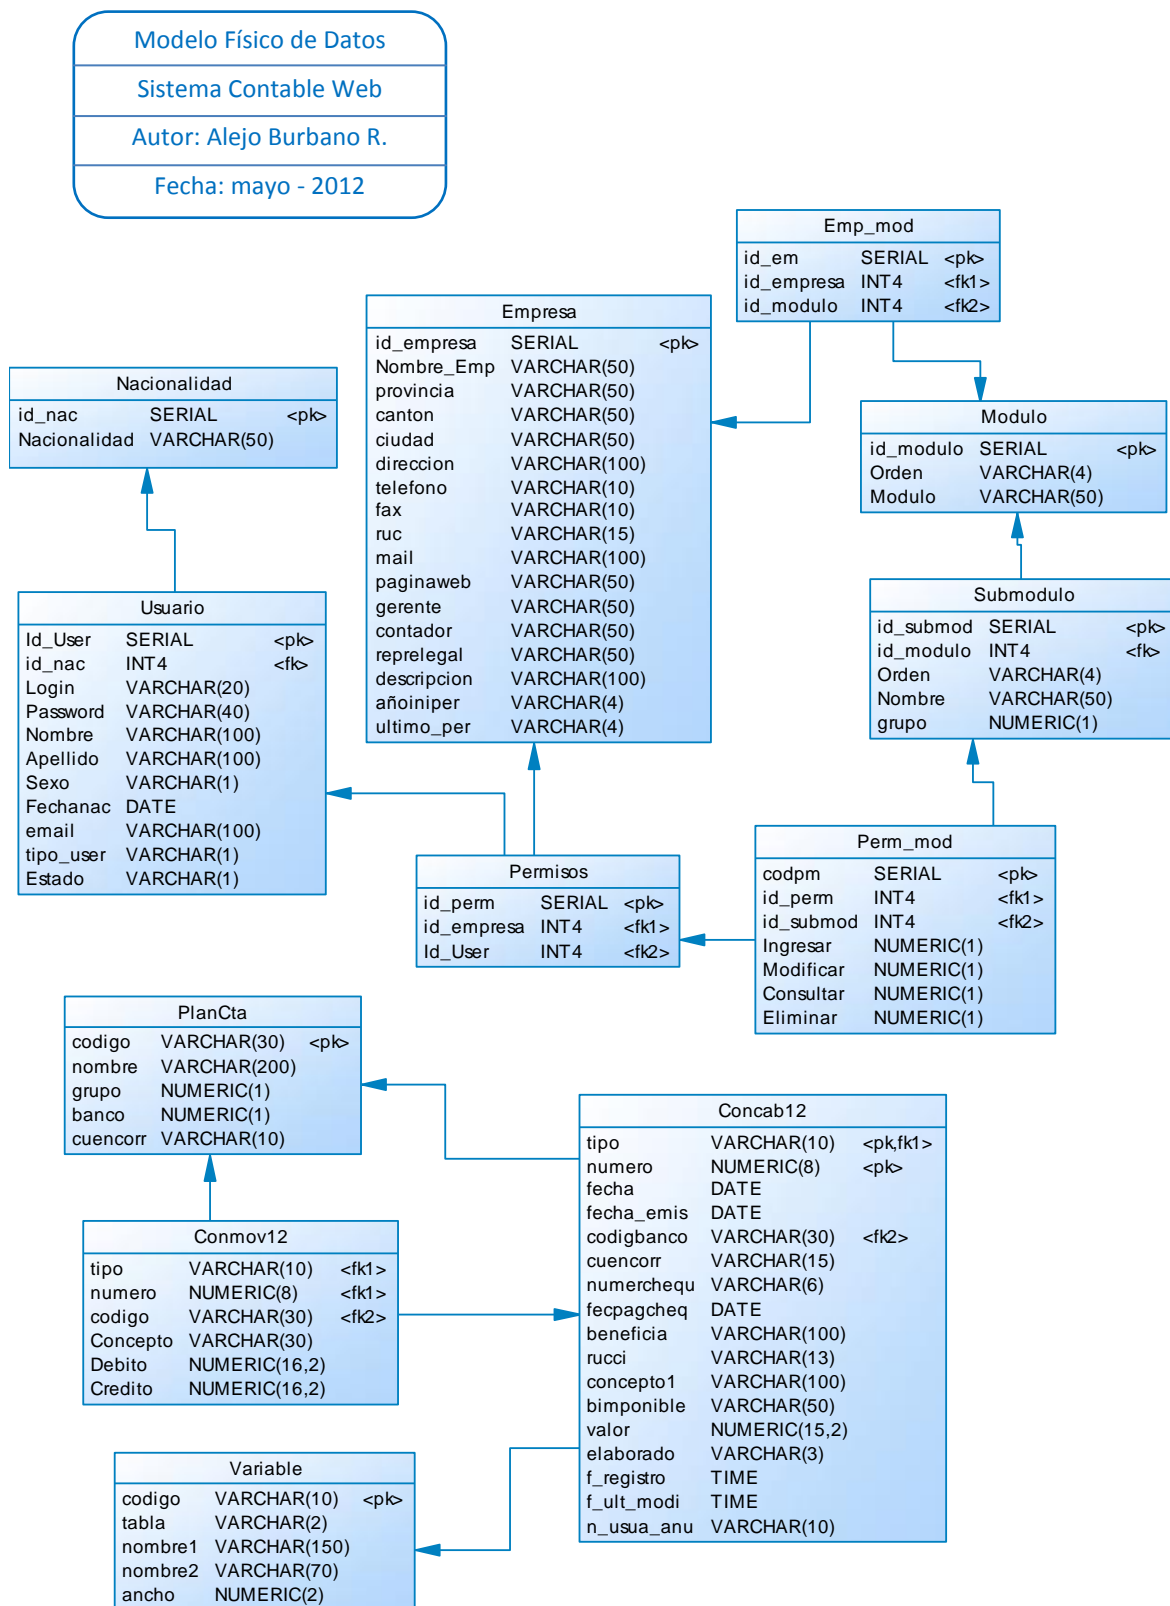 Modelo Físico de Datos
Sistema Contable Web
Autor: Alejo Burbano R.
Fecha: mayo - 2012
Emp_mod
id_em SERIAL <pk>
id_empresa INT4 <fk1>
id_modulo INT4 <fk2>
Empresa
id_empresa SERIAL <pk>
Nombre_Emp VARCHAR(50)
provincia VARCHAR(50)
canton VARCHAR(50)
ciudad VARCHAR(50)
direccion VARCHAR(100)
telefono VARCHAR(10)
fax VARCHAR(10)
ruc VARCHAR(15)
mail VARCHAR(100)
paginaweb VARCHAR(50)
gerente VARCHAR(50)
contador VARCHAR(50)
reprelegal VARCHAR(50)
descripcion VARCHAR(100)
añoiniper VARCHAR(4)
ultimo_per VARCHAR(4)
Nacionalidad
id_nac SERIAL <pk>
Nacionalidad VARCHAR(50)
Modulo
id_modulo SERIAL <pk>
Orden VARCHAR(4)
Modulo VARCHAR(50)
Submodulo
id_submod SERIAL <pk>
id_modulo INT4 <fk>
Orden VARCHAR(4)
Nombre VARCHAR(50)
grupo NUMERIC(1)
Usuario
Id_User SERIAL <pk>
id_nac INT4 <fk>
Login VARCHAR(20)
Password VARCHAR(40)
Nombre VARCHAR(100)
Apellido VARCHAR(100)
Sexo VARCHAR(1)
Fechanac DATE
email VARCHAR(100)
tipo_user VARCHAR(1)
Estado VARCHAR(1)
Permisos
id_perm SERIAL <pk>
id_empresa INT4 <fk1>
Id_User INT4 <fk2>
Perm_mod
codpm SERIAL <pk>
id_perm INT4 <fk1>
id_submod INT4 <fk2>
Ingresar NUMERIC(1)
Modificar NUMERIC(1)
Consultar NUMERIC(1)
Eliminar NUMERIC(1)
PlanCta
codigo VARCHAR(30) <pk>
nombre VARCHAR(200)
grupo NUMERIC(1)
banco NUMERIC(1)
cuencorr VARCHAR(10)
Concab12
tipo VARCHAR(10) <pk,fk1>
numero NUMERIC(8) <pk>
fecha DATE
fecha_emis DATE
codigbanco VARCHAR(30) <fk2>
cuencorr VARCHAR(15)
numerchequ VARCHAR(6)
fecpagcheq DATE
beneficia VARCHAR(100)
rucci VARCHAR(13)
concepto1 VARCHAR(100)
bimponible VARCHAR(50)
valor NUMERIC(15,2)
elaborado VARCHAR(3)
f_registro TIME
f_ult_modi TIME
n_usua_anu VARCHAR(10)
Conmov12
tipo VARCHAR(10) <fk1>
numero NUMERIC(8) <fk1>
codigo VARCHAR(30) <fk2>
Concepto VARCHAR(30)
Debito NUMERIC(16,2)
Credito NUMERIC(16,2)
Variable
codigo VARCHAR(10) <pk>
tabla VARCHAR(2)
nombre1 VARCHAR(150)
nombre2 VARCHAR(70)
ancho NUMERIC(2)